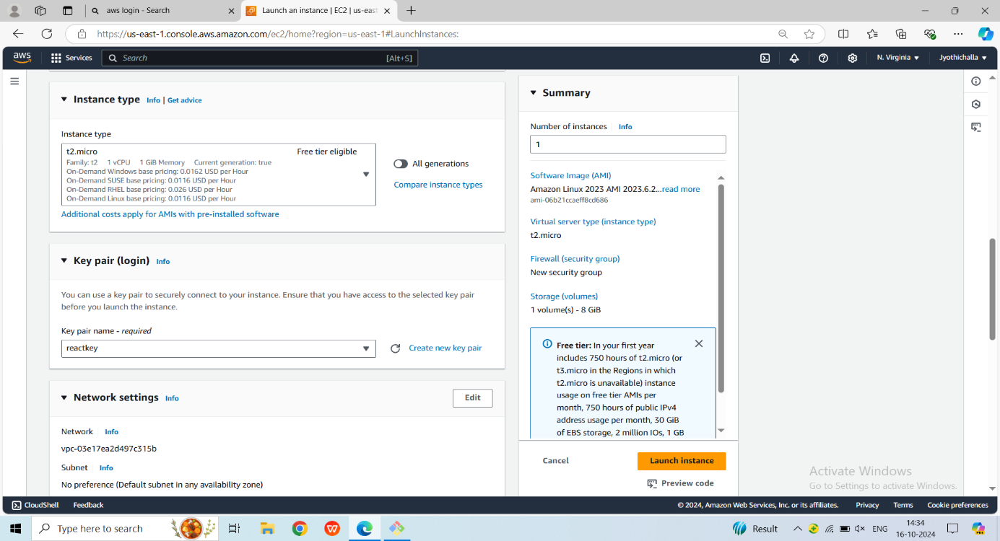 aws login - Search
Launch an instance | EC2 | us-east
https://us-east-1.console.aws.amazon.com/ec2/home?region=us-east-1#LaunchInstances:
aws
Services
Search
[Alt+S]
N. Virginia
Jyothichalla
Instance type
Info | Get advice
Instance type
t2.micro
Free tier eligible
Family: t2 1 vCPU 1 GiB Memory Current generation: true
On-Demand Windows base pricing: 0.0162 USD per Hour
On-Demand SUSE base pricing: 0.0116 USD per Hour
On-Demand RHEL base pricing: 0.026 USD per Hour
On-Demand Linux base pricing: 0.0116 USD per Hour
All generations
Compare instance types
Additional costs apply for AMIs with pre-installed software
Key pair (login)
Info
You can use a key pair to securely connect to your instance. Ensure that you have access to the selected key pair
before you launch the instance.
Key pair name - required
reactkey
Create new key pair
Network settings
Info
Edit
Network
Info
vpc-03e17ea2d497c315b
Subnet
Info
No preference (Default subnet in any availability zone)
Summary
Number of instances
Info
1
Software Image (AMI)
Amazon Linux 2023 AMI 2023.6.2...read more
ami-06b21ccaeff8cd686
Virtual server type (instance type)
t2.micro
Firewall (security group)
New security group
Storage (volumes)
1 volume(s) - 8 GiB
Free tier: In your first year
includes 750 hours of t2.micro (or
t3.micro in the Regions in which
t2.micro is unavailable) instance
usage on free tier AMIs per
month, 750 hours of public IPv4
address usage per month, 30 GiB
of EBS storage, 2 million IOs, 1 GB
Cancel
Launch instance
Preview code
Activate Windows
Go to Settings to activate Windows.
CloudShell
Feedback
© 2024, Amazon Web Services, Inc. or its affiliates.
Privacy
Terms
Cookie preferences
Type here to search
Result
ENG
14:34
16-10-2024